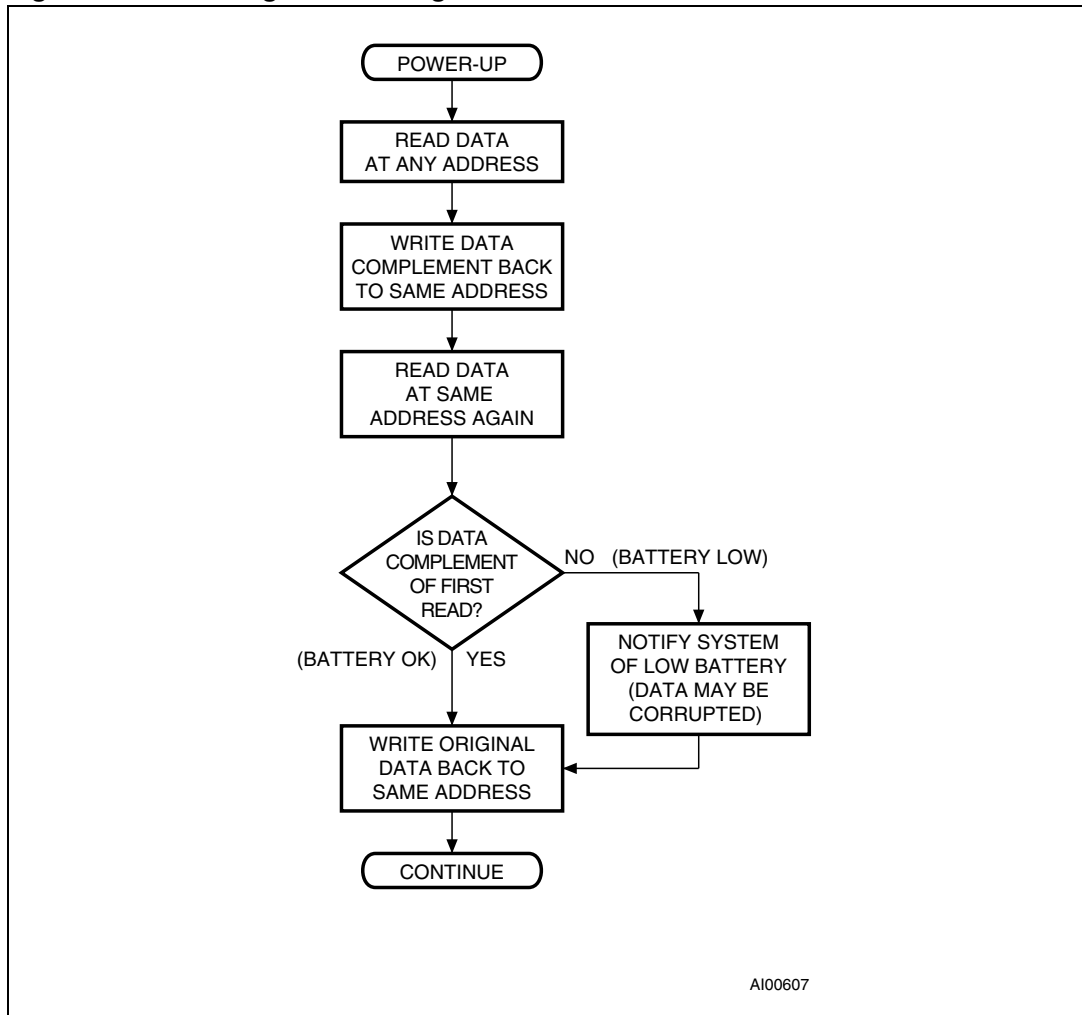 POWER-UP
READ DATA
AT ANY ADDRESS
WRITE DATA
COMPLEMENT BACK
TO SAME ADDRESS
READ DATA
AT SAME
ADDRESS AGAIN
IS DATA
COMPLEMENT
OF FIRST
READ?
NO (BATTERY LOW)
NOTIFY SYSTEM
OF LOW BATTERY
(DATA MAY BE
CORRUPTED)
(BATTERY OK) YES
WRITE ORIGINAL
DATA BACK TO
SAME ADDRESS
CONTINUE
AI00607